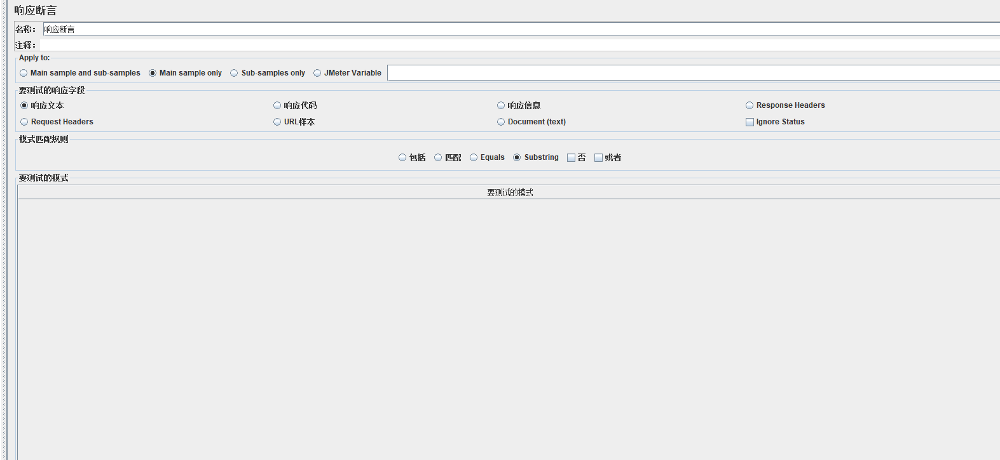 响应断言
名称： 响应断言
注释：
Apply to:
Main sample and sub-samples Main sample only Sub-samples only JMeter Variable
要测试的响应字段
响应文本 响应代码 响应信息 Response Headers
Request Headers URL样本 Document (text) Ignore Status
模式匹配规则
包括 匹配 Equals Substring 否 或者
要测试的模式
要测试的模式